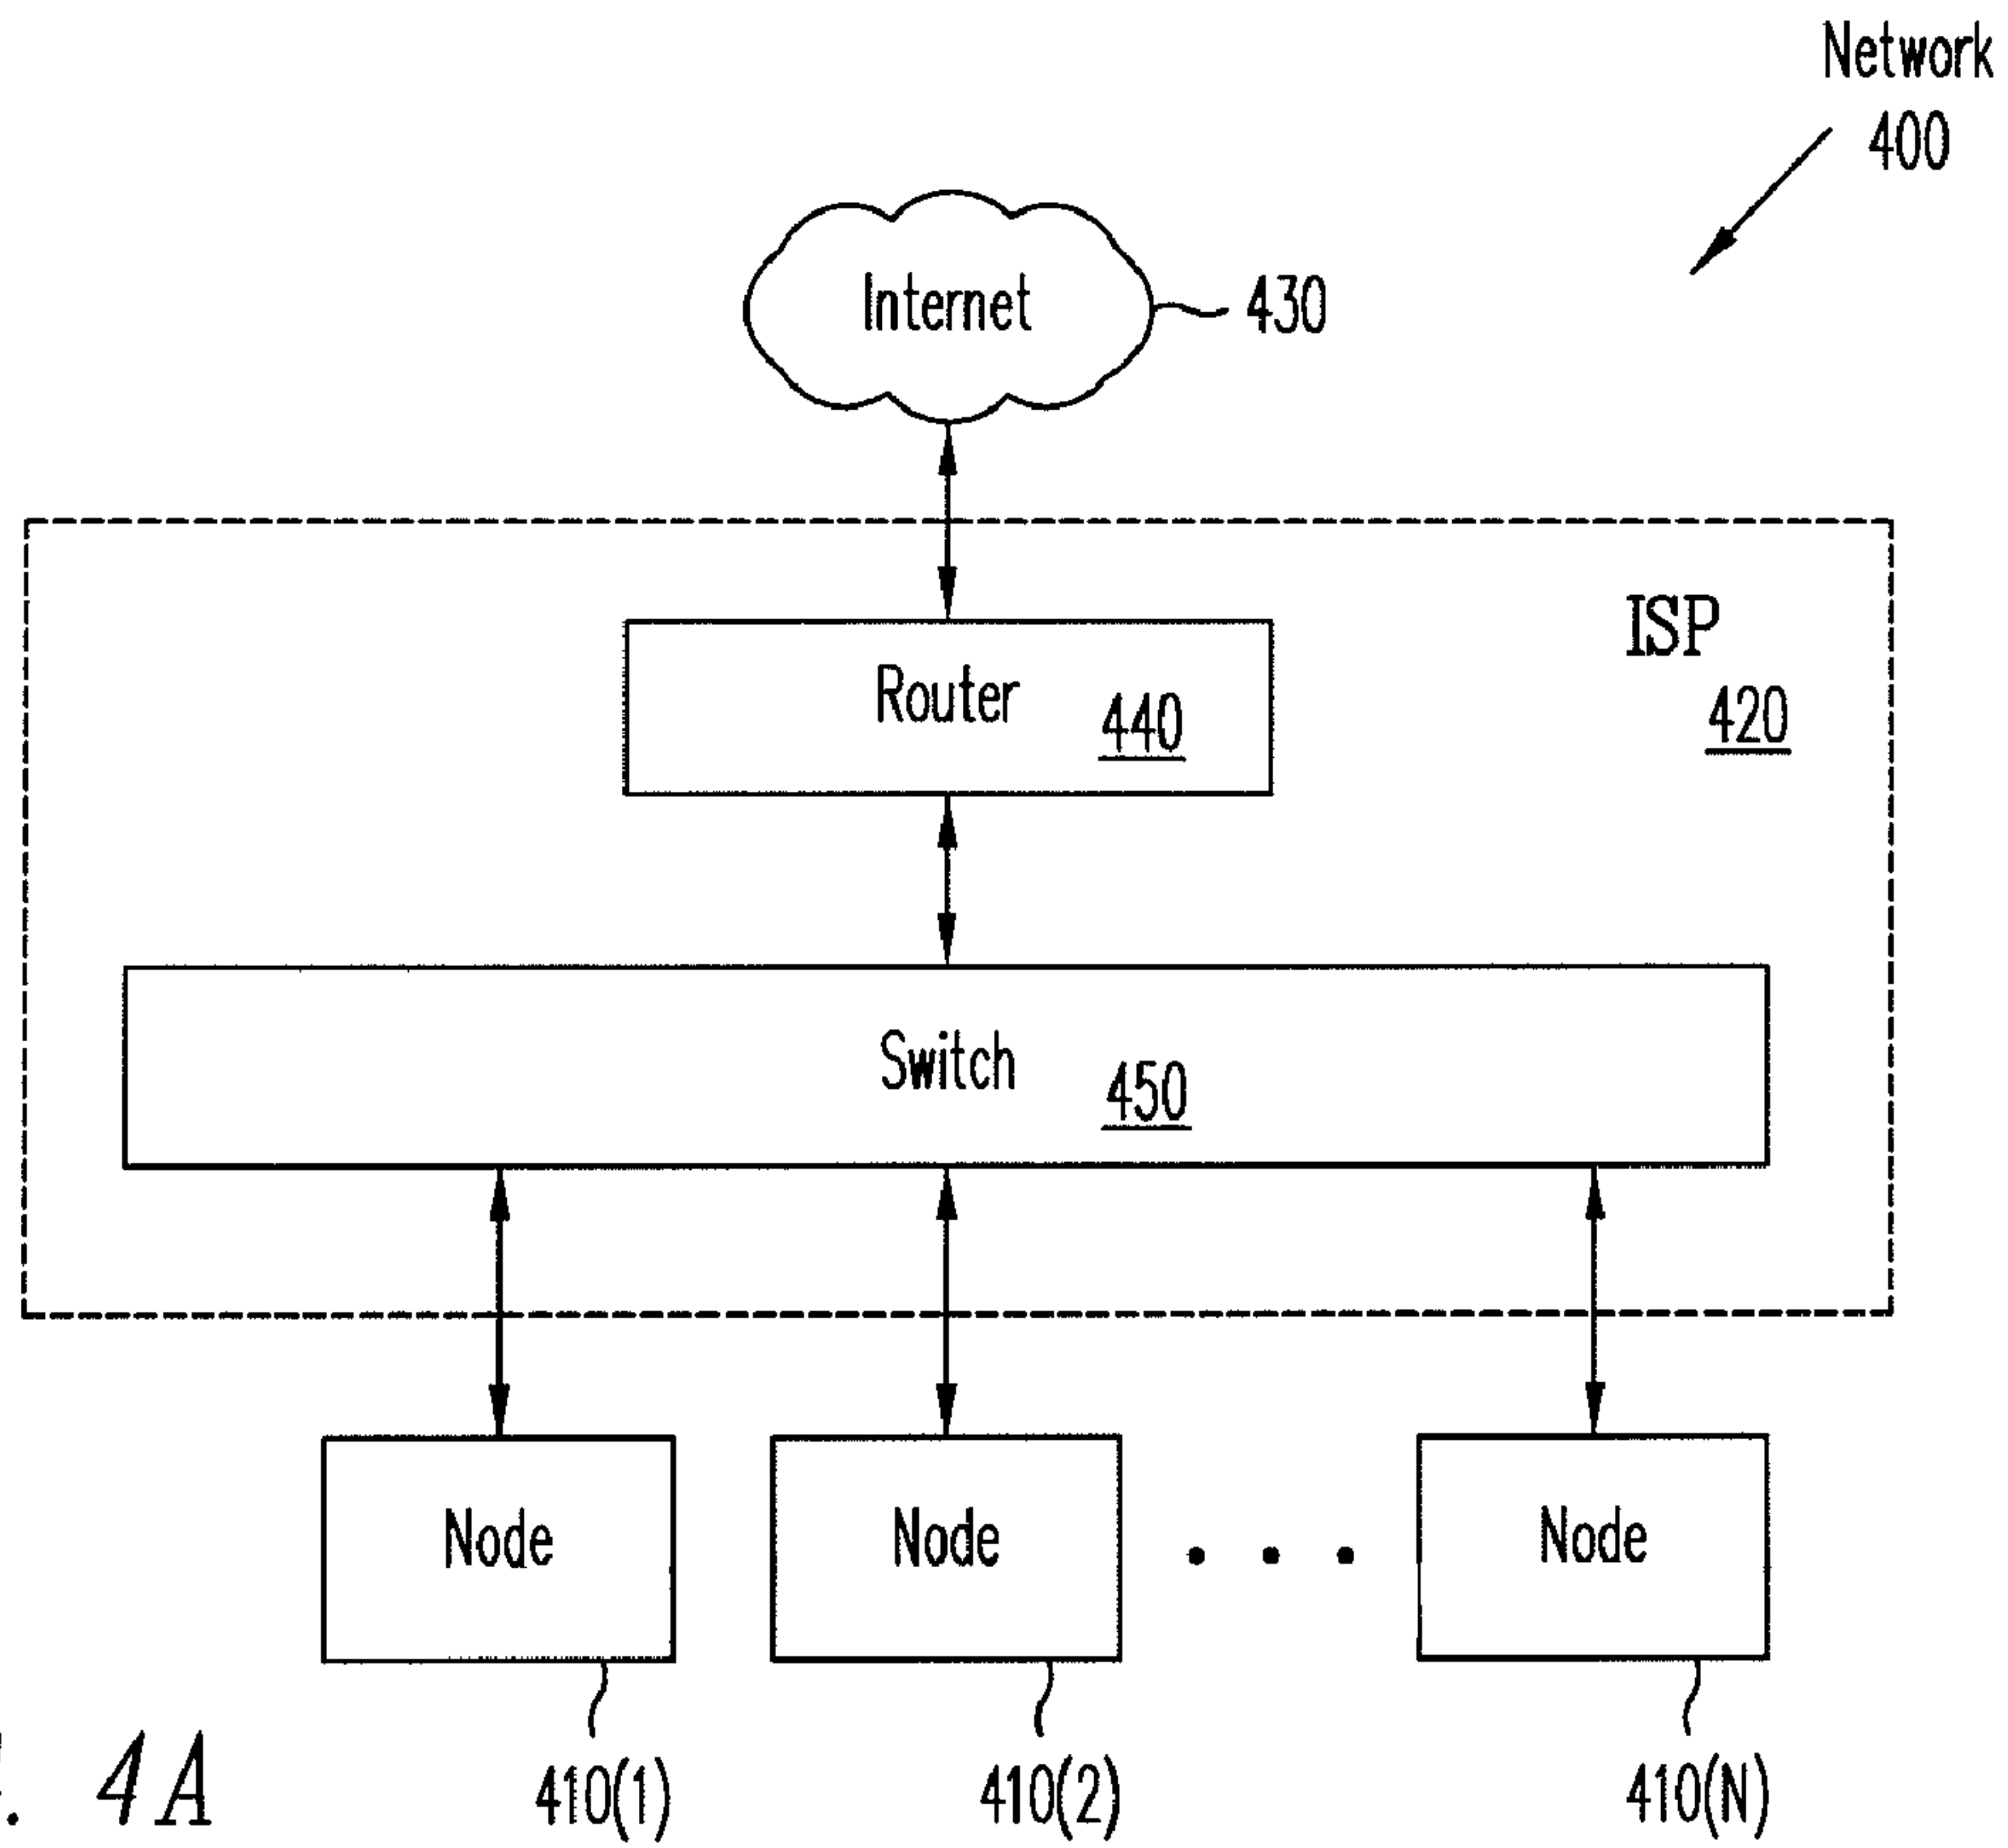 Network
400
Internet
430
ISP
420
Router
440
Switch
450
Node
Node
Node
410(1)
410(2)
410(N)
4A